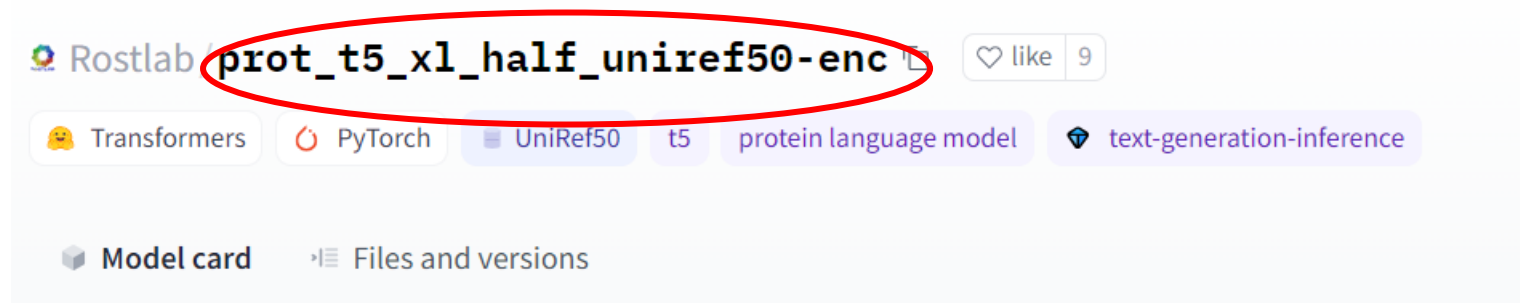 Rostlab/prot_t5_xl_half_uniref50-enc like 9
Transformers PyTorch UniRef50 t5 protein language model text-generation-inference
Model card Files and versions